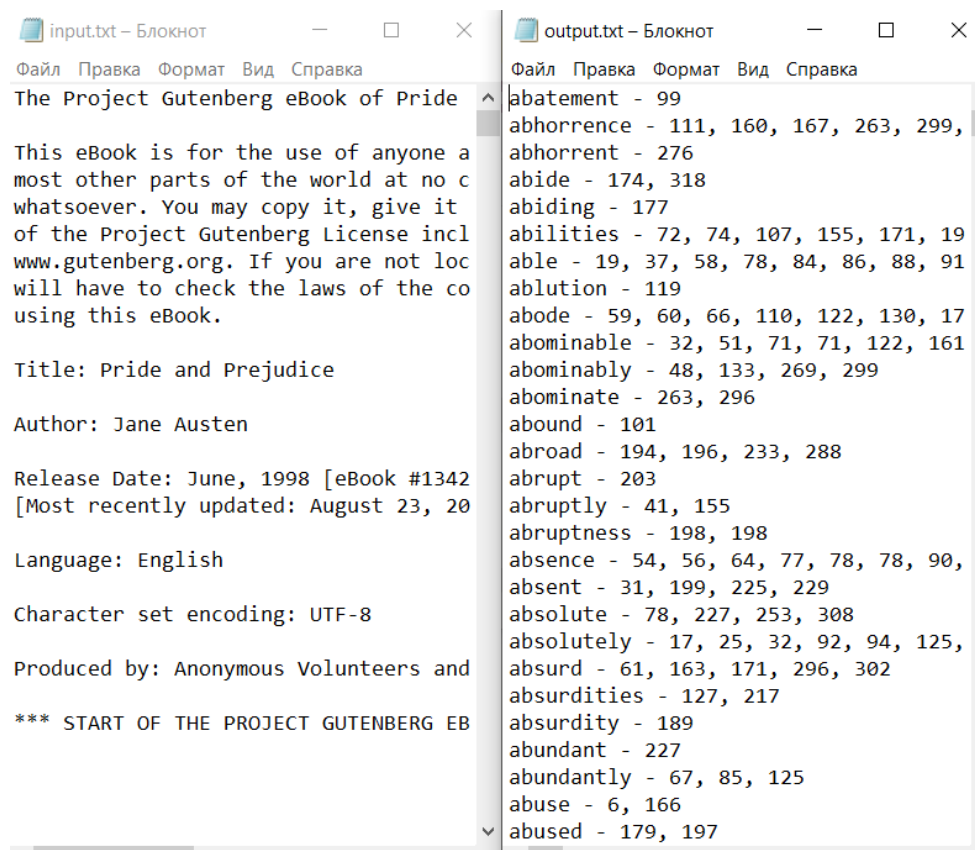 input.txt – Блокнот
Файл Правка Формат Вид Справка
The Project Gutenberg eBook of Pride
This eBook is for the use of anyone a
most other parts of the world at no c
whatsoever. You may copy it, give it
of the Project Gutenberg License incl
www.gutenberg.org. If you are not loc
will have to check the laws of the co
using this eBook.
Title: Pride and Prejudice
Author: Jane Austen
Release Date: June, 1998 [eBook #1342
[Most recently updated: August 23, 20
Language: English
Character set encoding: UTF-8
Produced by: Anonymous Volunteers and
*** START OF THE PROJECT GUTENBERG EB
output.txt – Блокнот
Файл Правка Формат Вид Справка
abatement - 99
abhorrence - 111, 160, 167, 263, 299,
abhorrent - 276
abide - 174, 318
abiding - 177
abilities - 72, 74, 107, 155, 171, 19
able - 19, 37, 58, 78, 84, 86, 88, 91
ablution - 119
abode - 59, 60, 66, 110, 122, 130, 17
abominable - 32, 51, 71, 71, 122, 161
abominably - 48, 133, 269, 299
abominate - 263, 296
abound - 101
abroad - 194, 196, 233, 288
abrupt - 203
abruptly - 41, 155
abruptness - 198, 198
absence - 54, 56, 64, 77, 78, 78, 90,
absent - 31, 199, 225, 229
absolute - 78, 227, 253, 308
absolutely - 17, 25, 32, 92, 94, 125,
absurd - 61, 163, 171, 296, 302
absurdities - 127, 217
absurdity - 189
abundant - 227
abundantly - 67, 85, 125
abuse - 6, 166
abused - 179, 197